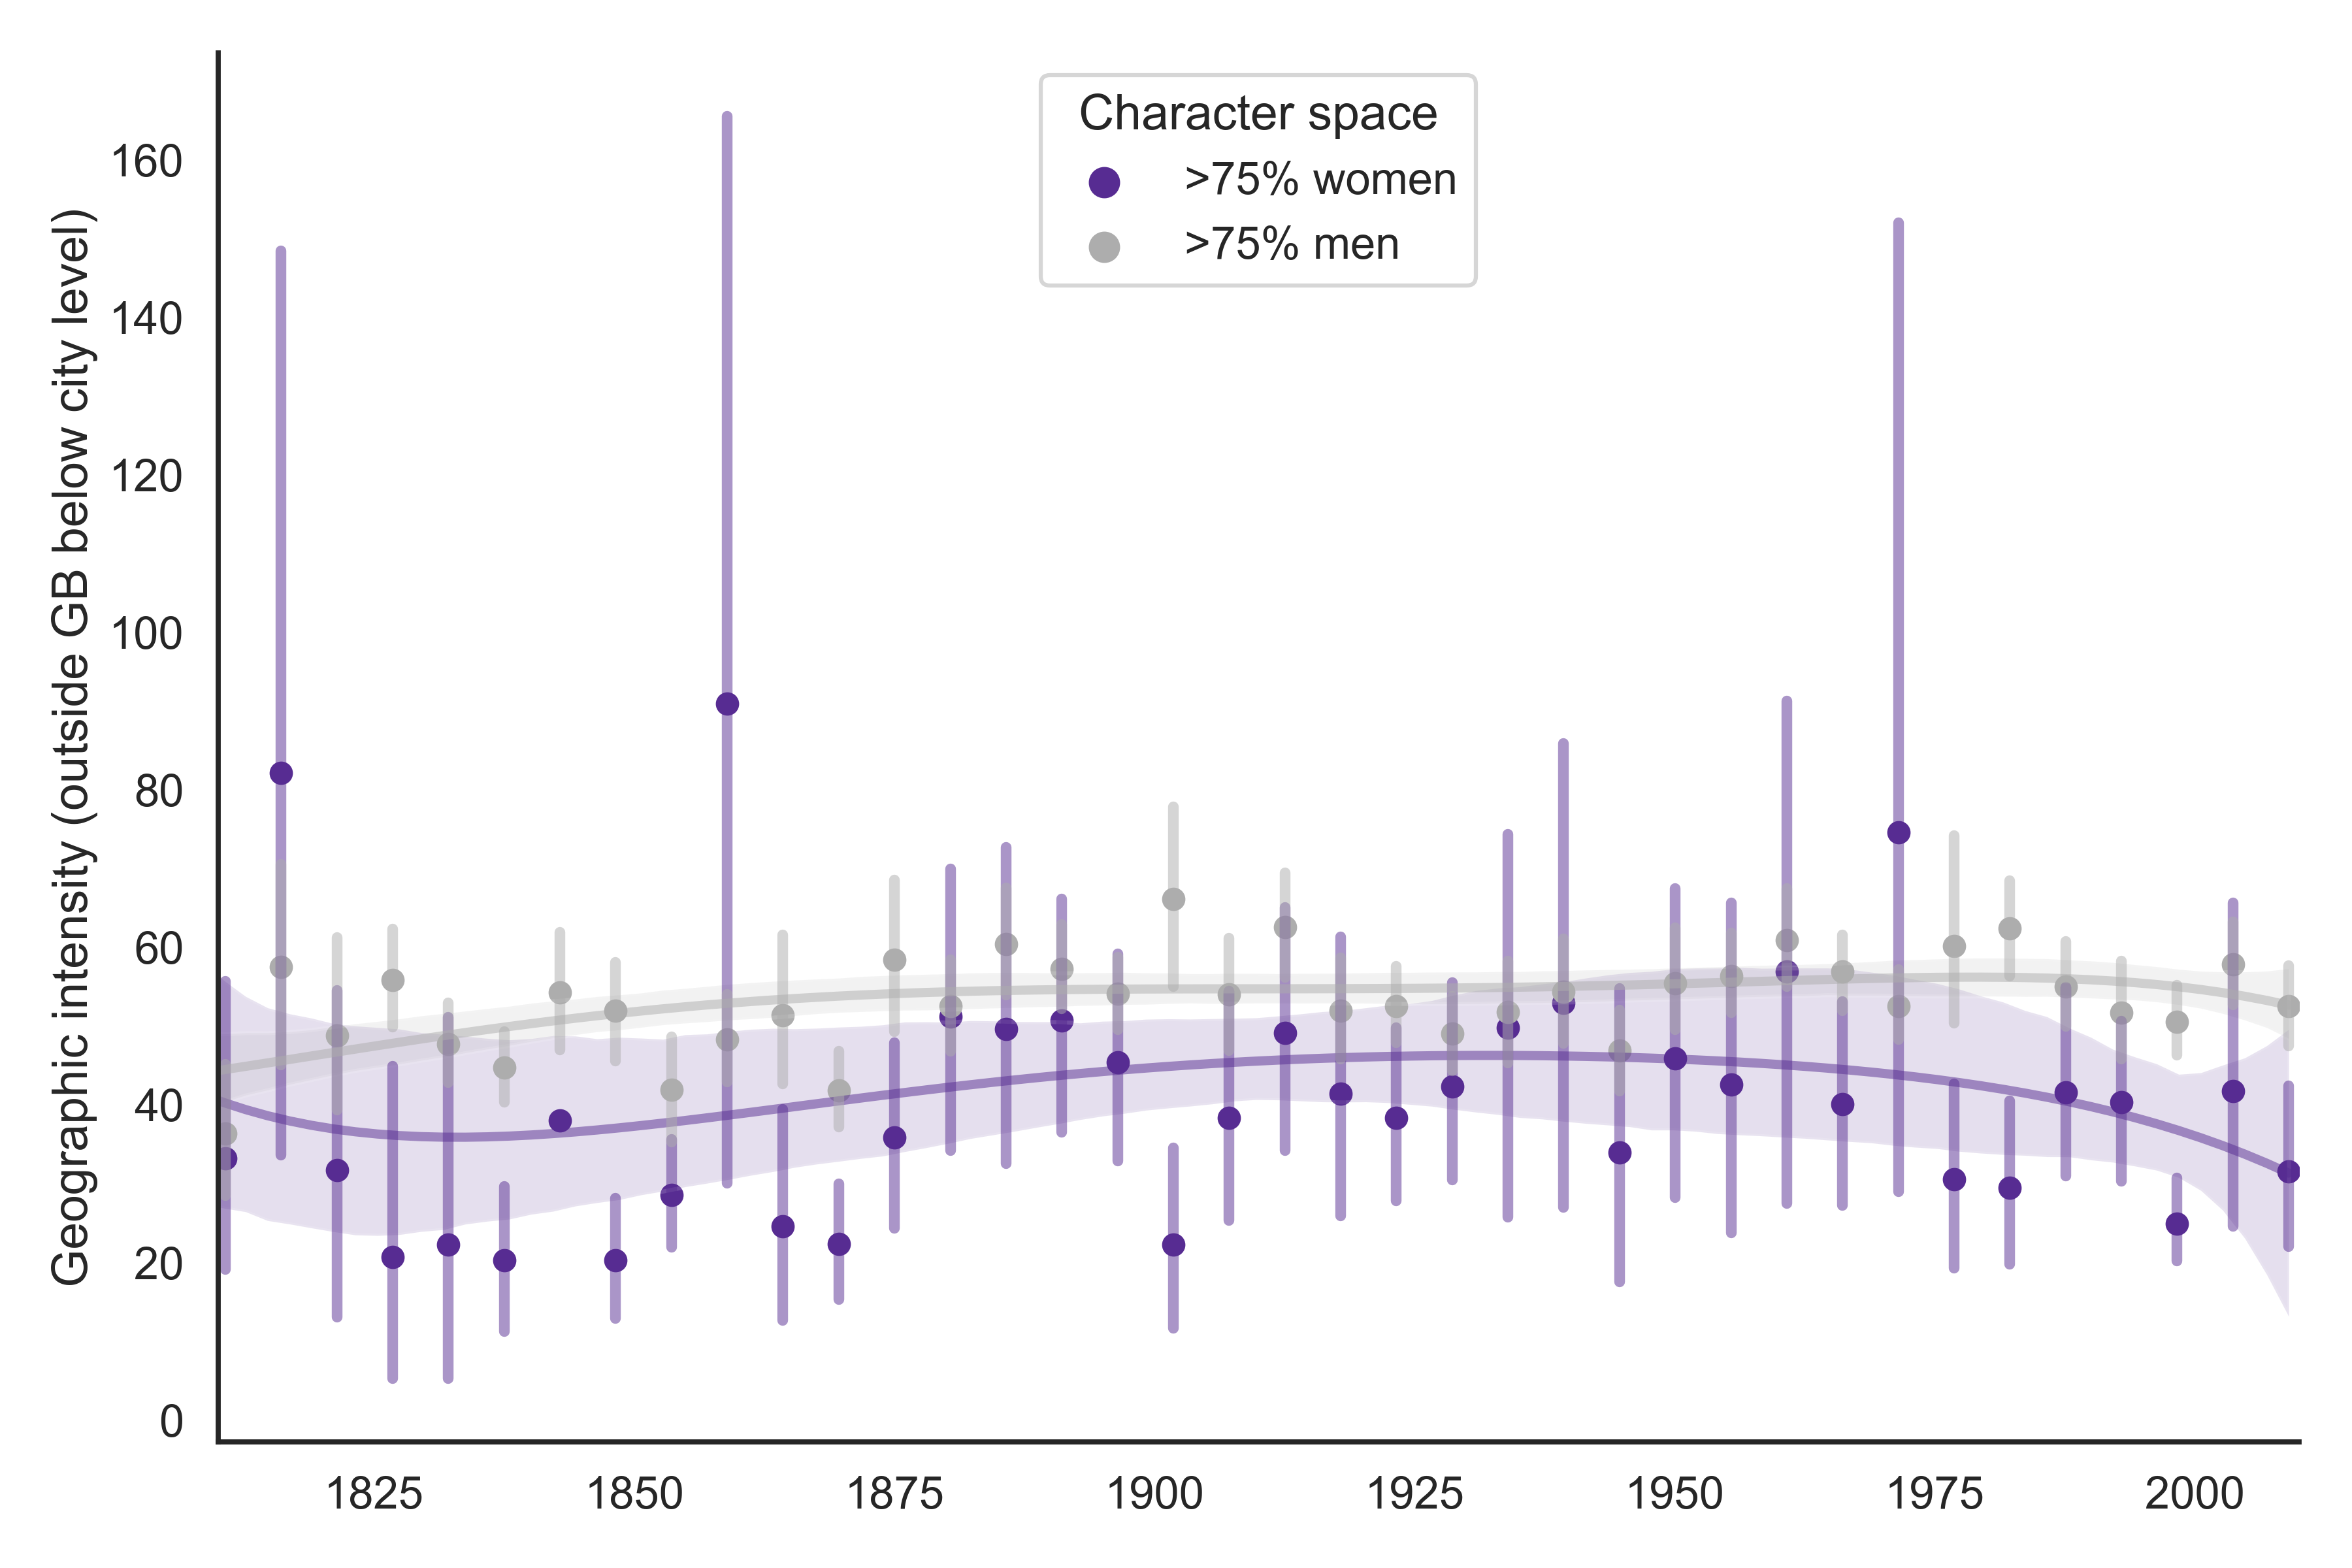 Character space
>75% women
>75% men
Geographic intensity (outside GB below city level)
160
140
120
100
80
60
40
20
0
1825 1850 1875 1900 1925 1950 1975 2000